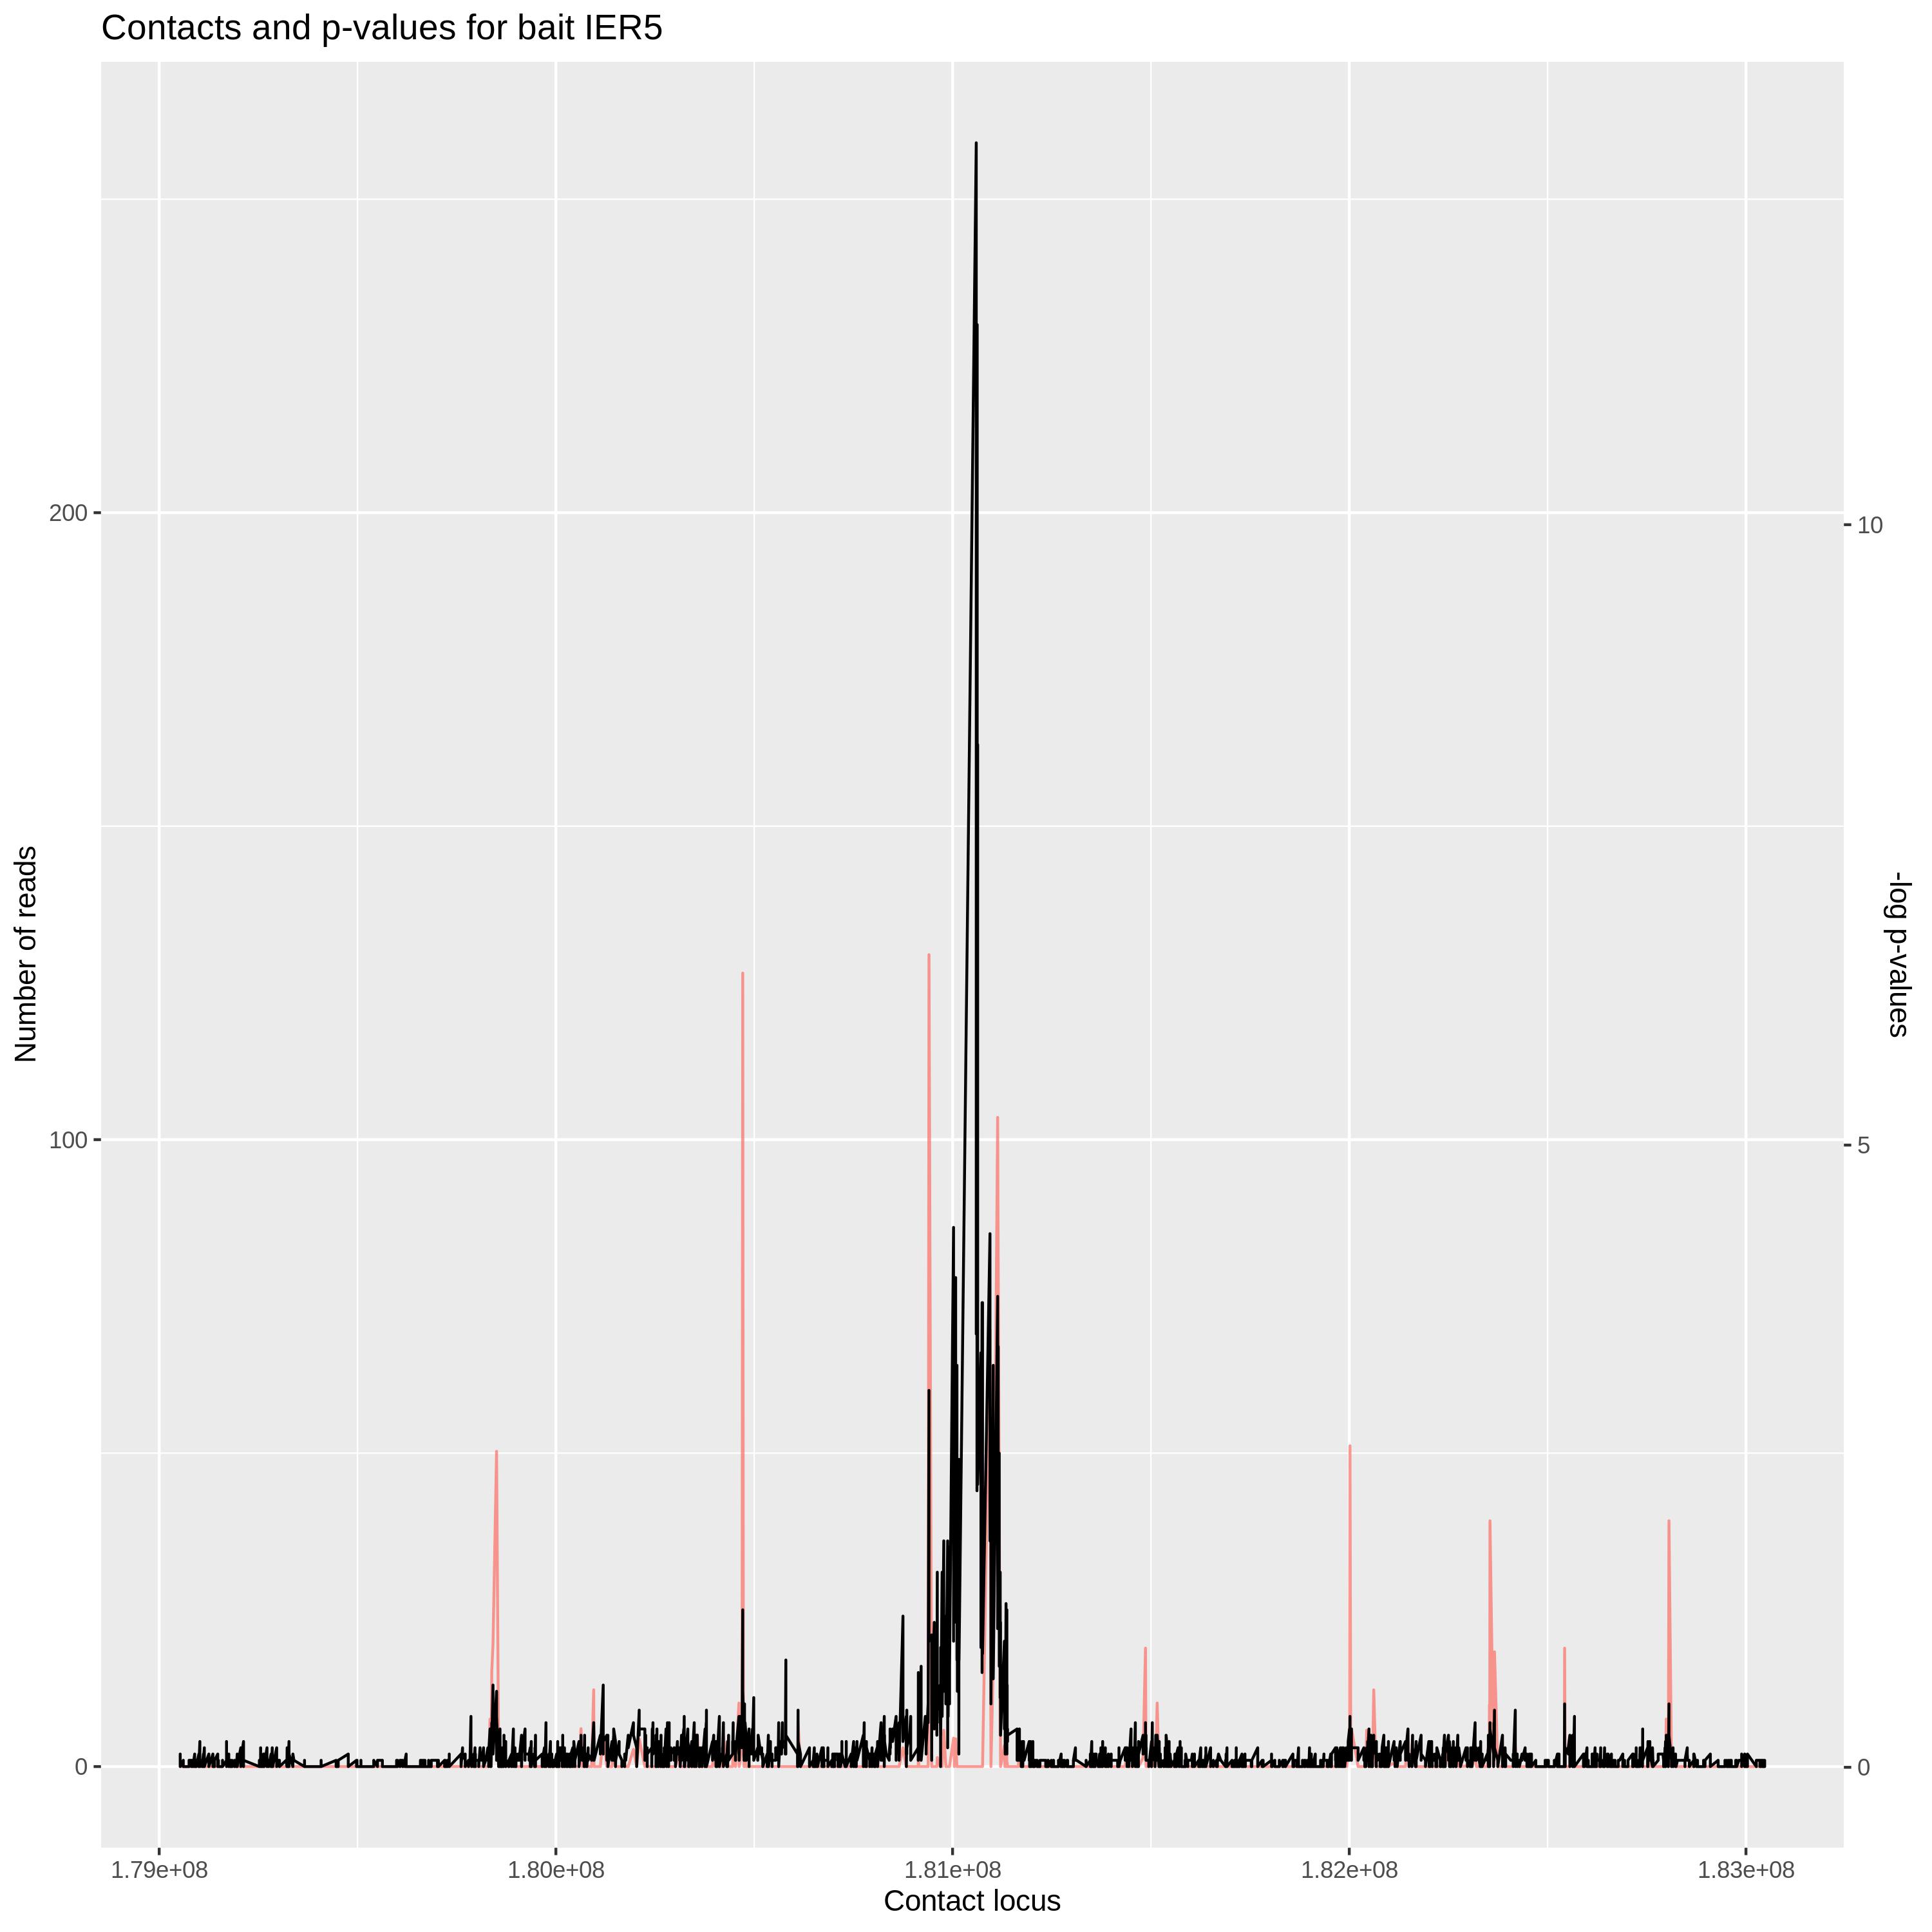 Contacts and p-values for bait IER5
Number of reads
200
100
0
10
5
0
-log p-values
1.79e+08
1.80e+08
1.81e+08
1.82e+08
1.83e+08
Contact locus